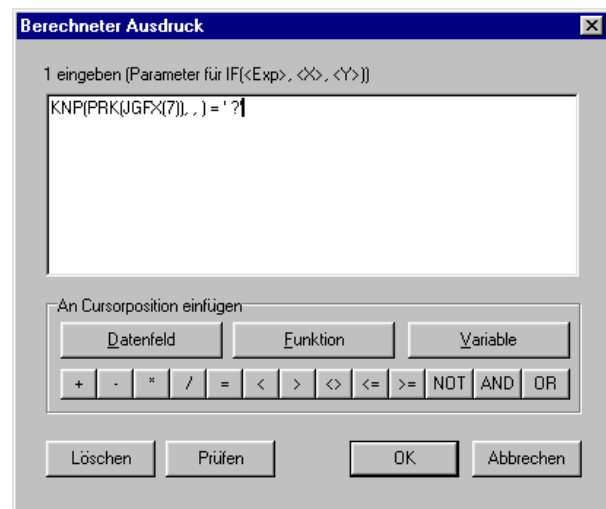 Berechneter Ausdruck
1 eingeben (Parameter für IF(<Exp>, <X>, <Y>))
KNP(PRK(JGFX(7)), , ) = ' ?'
An Cursorposition einfügen
Datenfeld Funktion Variable
+ - * / = < > <> <= >= NOT AND OR
Löschen Prüfen OK Abbrechen